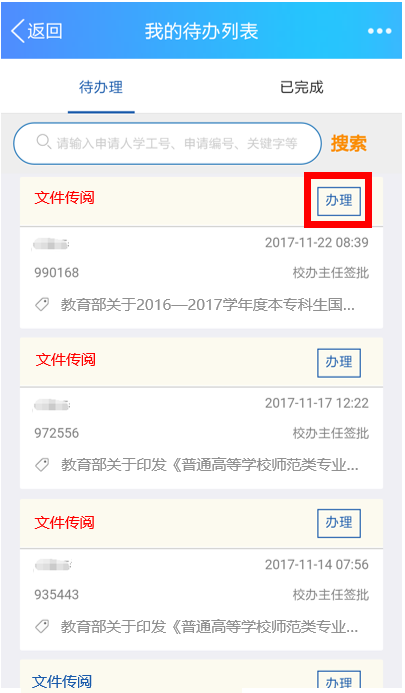 返回 我的待办列表
待办理 已完成
请输入申请人学工号、申请编号、关键字等 搜索
文件传阅 办理
2017-11-22 08:39
990168 校办主任签批
教育部关于2016—2017学年度本专科生国...
文件传阅 办理
2017-11-17 12:22
972556 校办主任签批
教育部关于印发《普通高等学校师范类专业...
文件传阅 办理
2017-11-14 07:56
935443 校办主任签批
教育部关于印发《普通高等学校师范类专业...
文件传阅 办理